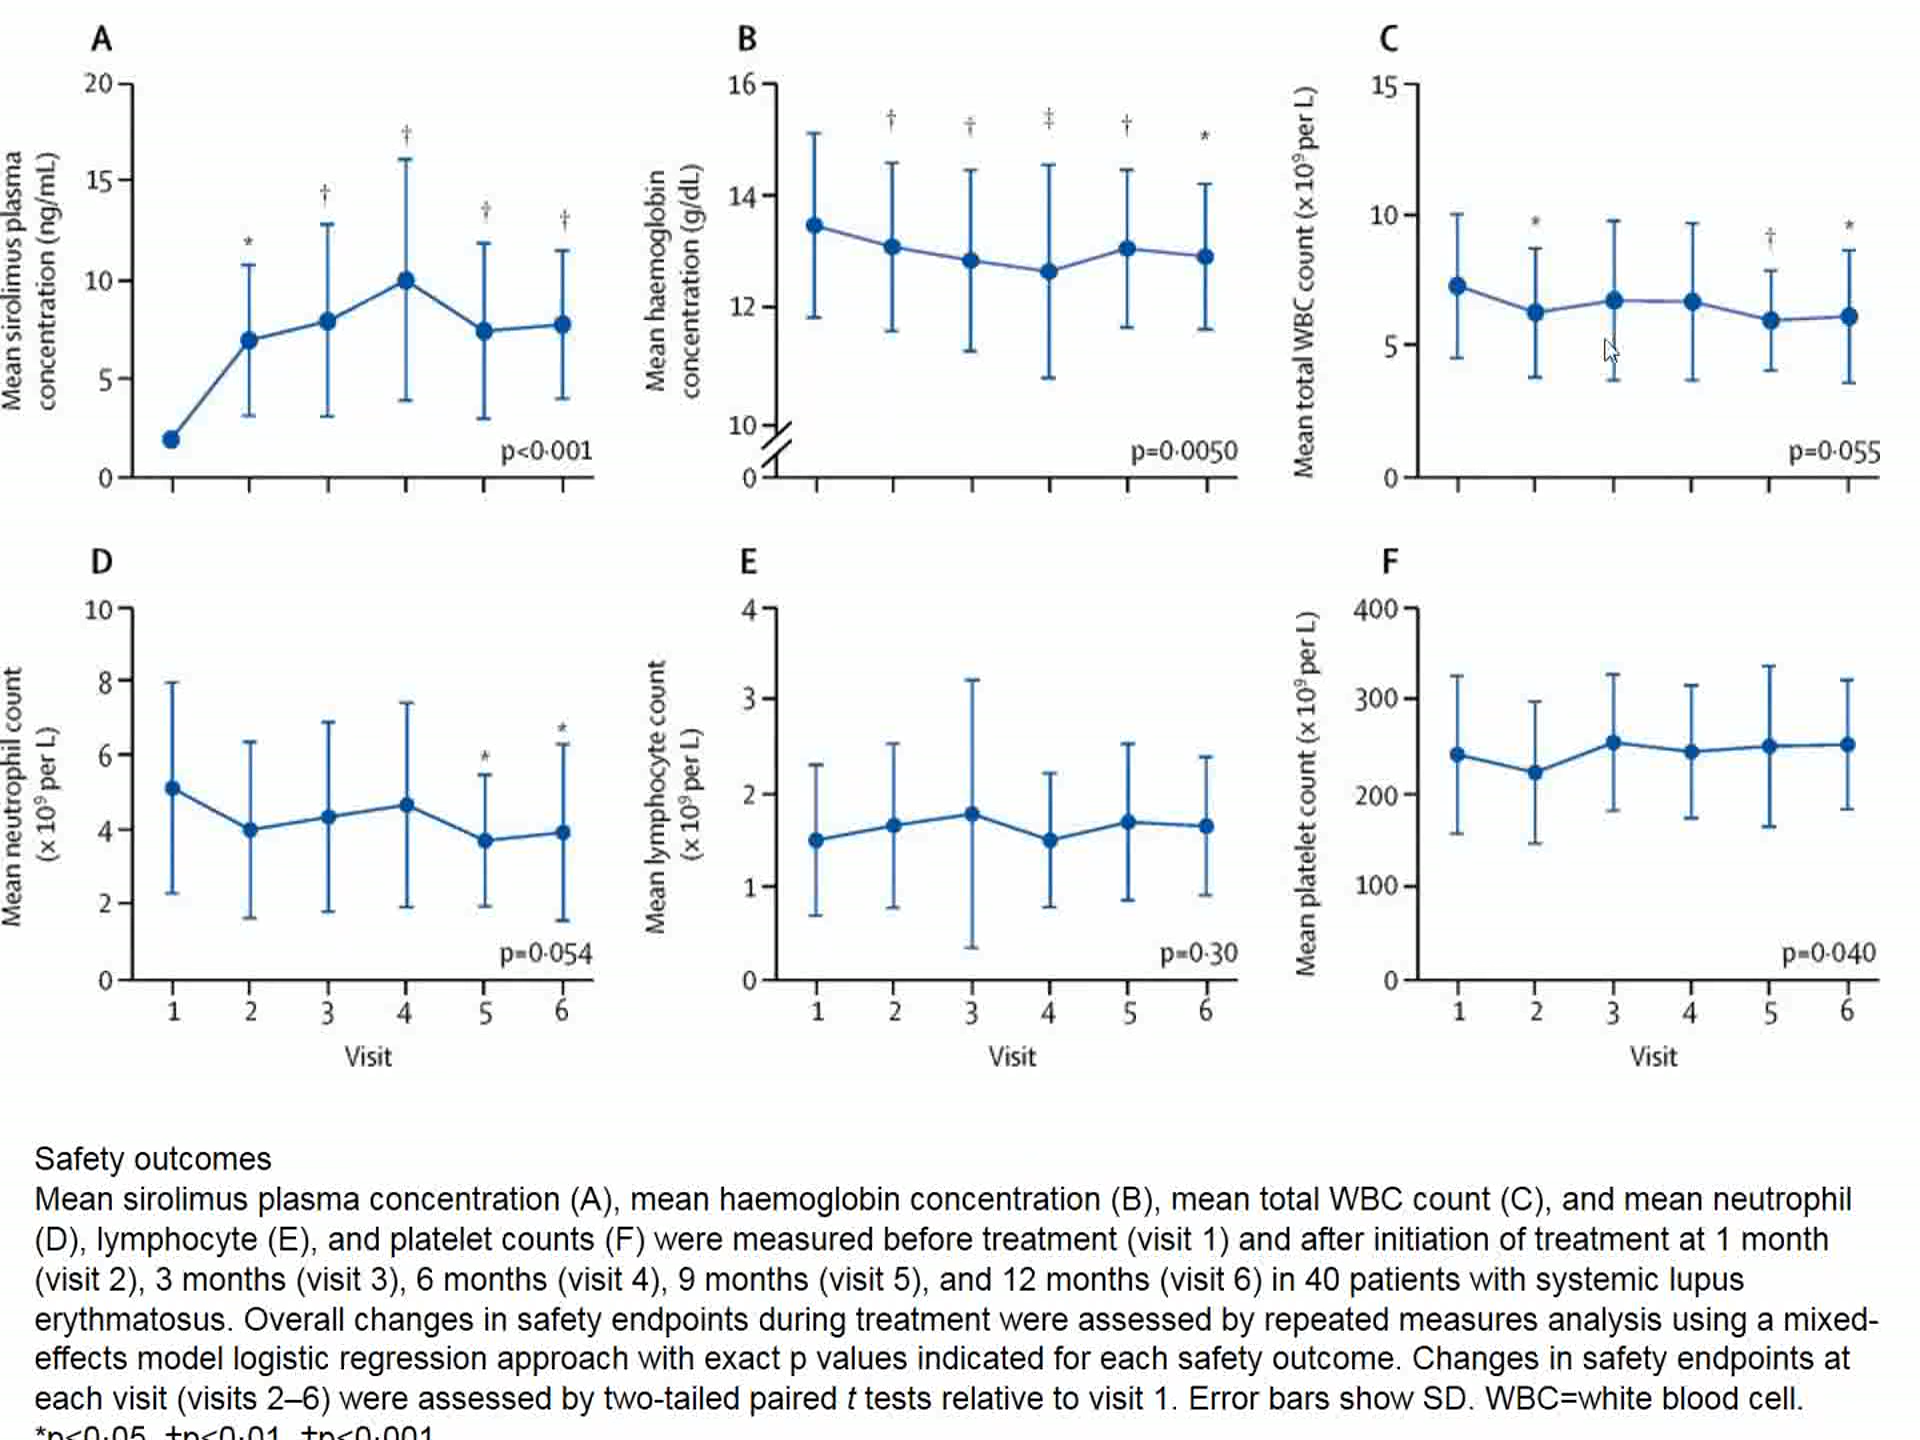 A
B
C
20
15
10
5
0
Mean sirolimus plasma
concentration (ng/mL)
*
†
†
†
†
p<0·001
16
14
12
10
0
Mean haemoglobin
concentration (g/dL)
†
†
‡
†
*
p=0·0050
15
10
5
0
Mean total WBC count (x 10⁹ per L)
*
†
*
p=0·055
D
E
F
10
8
6
4
2
0
Mean neutrophil count
(x 10⁹ per L)
*
*
p=0·054
1 2 3 4 5 6
Visit
4
3
2
1
0
Mean lymphocyte count
(x 10⁹ per L)
p=0·30
1 2 3 4 5 6
Visit
400
300
200
100
0
Mean platelet count (x 10⁹ per L)
p=0·040
1 2 3 4 5 6
Visit
Safety outcomes
Mean sirolimus plasma concentration (A), mean haemoglobin concentration (B), mean total WBC count (C), and mean neutrophil
(D), lymphocyte (E), and platelet counts (F) were measured before treatment (visit 1) and after initiation of treatment at 1 month
(visit 2), 3 months (visit 3), 6 months (visit 4), 9 months (visit 5), and 12 months (visit 6) in 40 patients with systemic lupus
erythmatosus. Overall changes in safety endpoints during treatment were assessed by repeated measures analysis using a mixed-
effects model logistic regression approach with exact p values indicated for each safety outcome. Changes in safety endpoints at
each visit (visits 2–6) were assessed by two-tailed paired t tests relative to visit 1. Error bars show SD. WBC=white blood cell.
*p<0·05. †p<0·01. ‡p<0·001.